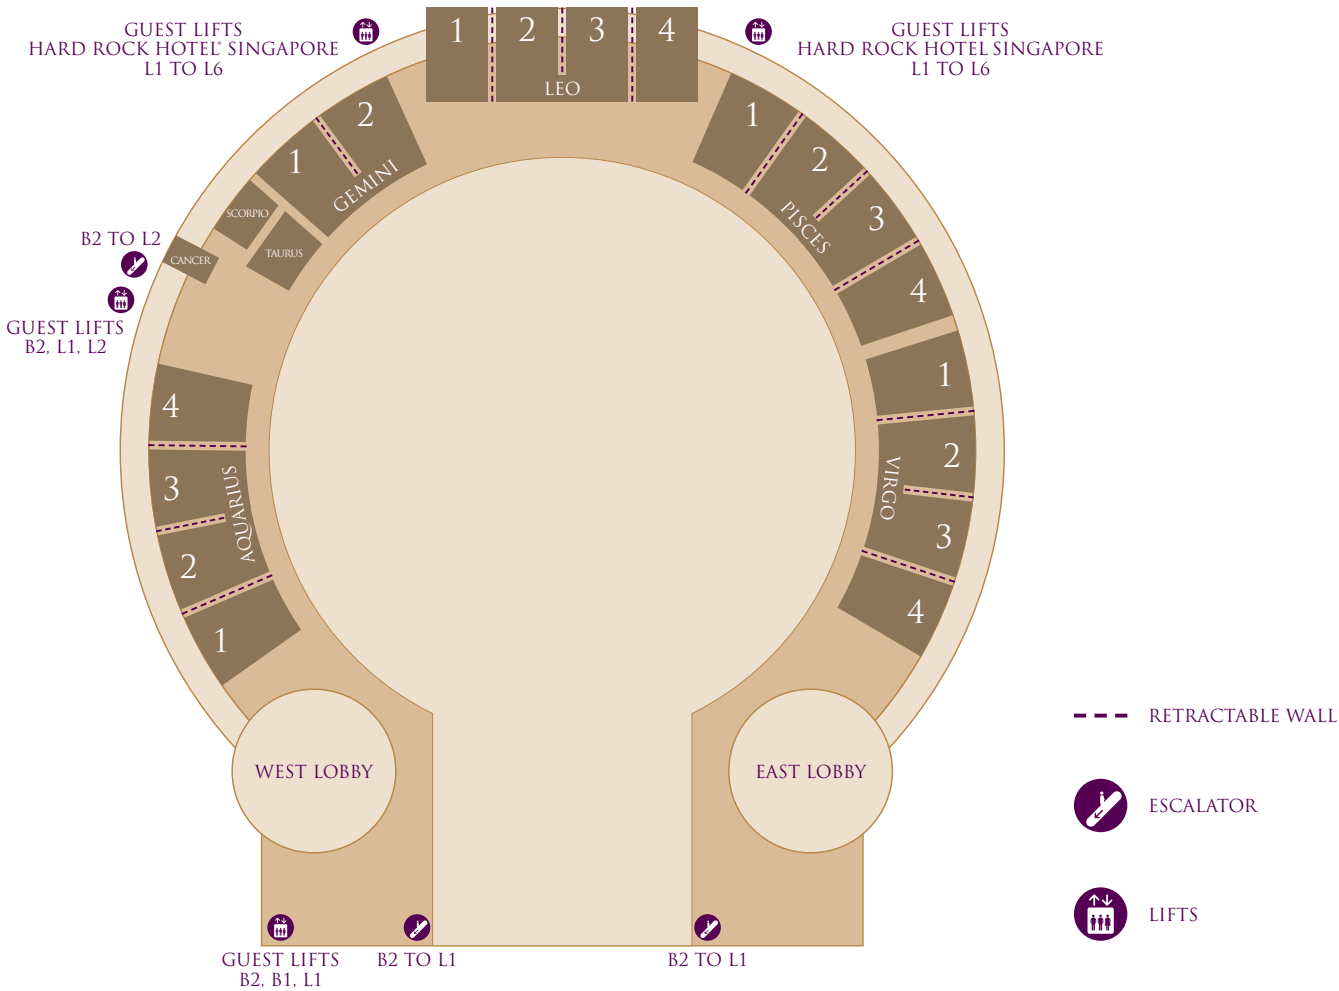 GUEST LIFTS
HARD ROCK HOTEL® SINGAPORE
L1 TO L6
1 2 3 4
LEO
GUEST LIFTS
HARD ROCK HOTEL SINGAPORE
L1 TO L6
1 2
GEMINI
SCORPIO
TAURUS
CANCER
B2 TO L2
GUEST LIFTS
B2, L1, L2
1
2
3
4
PISCES
1
2
3
4
VIRGO
4
3
2
1
AQUARIUS
WEST LOBBY
EAST LOBBY
GUEST LIFTS
B2, B1, L1
B2 TO L1
B2 TO L1
RETRACTABLE WALL
ESCALATOR
LIFTS